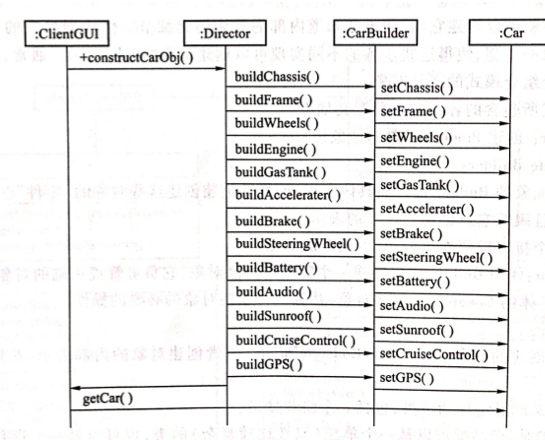 :ClientGUI :Director :CarBuilder :Car
+constructCarObj( )
buildChassis( )
setChassis( )
buildFrame( )
setFrame( )
buildWheels( )
setWheels( )
buildEngine( )
setEngine( )
buildGasTank( )
setGasTank( )
buildAccelerater( )
setAccelerater( )
buildBrake( )
setBrake( )
buildSteeringWheel( )
setSteeringWheel( )
buildBattery( )
setBattery( )
buildAudio( )
setAudio( )
buildSunroof( )
setSunroof( )
buildCruiseControl( )
setCruiseControl( )
buildGPS( )
setGPS( )
getCar( )